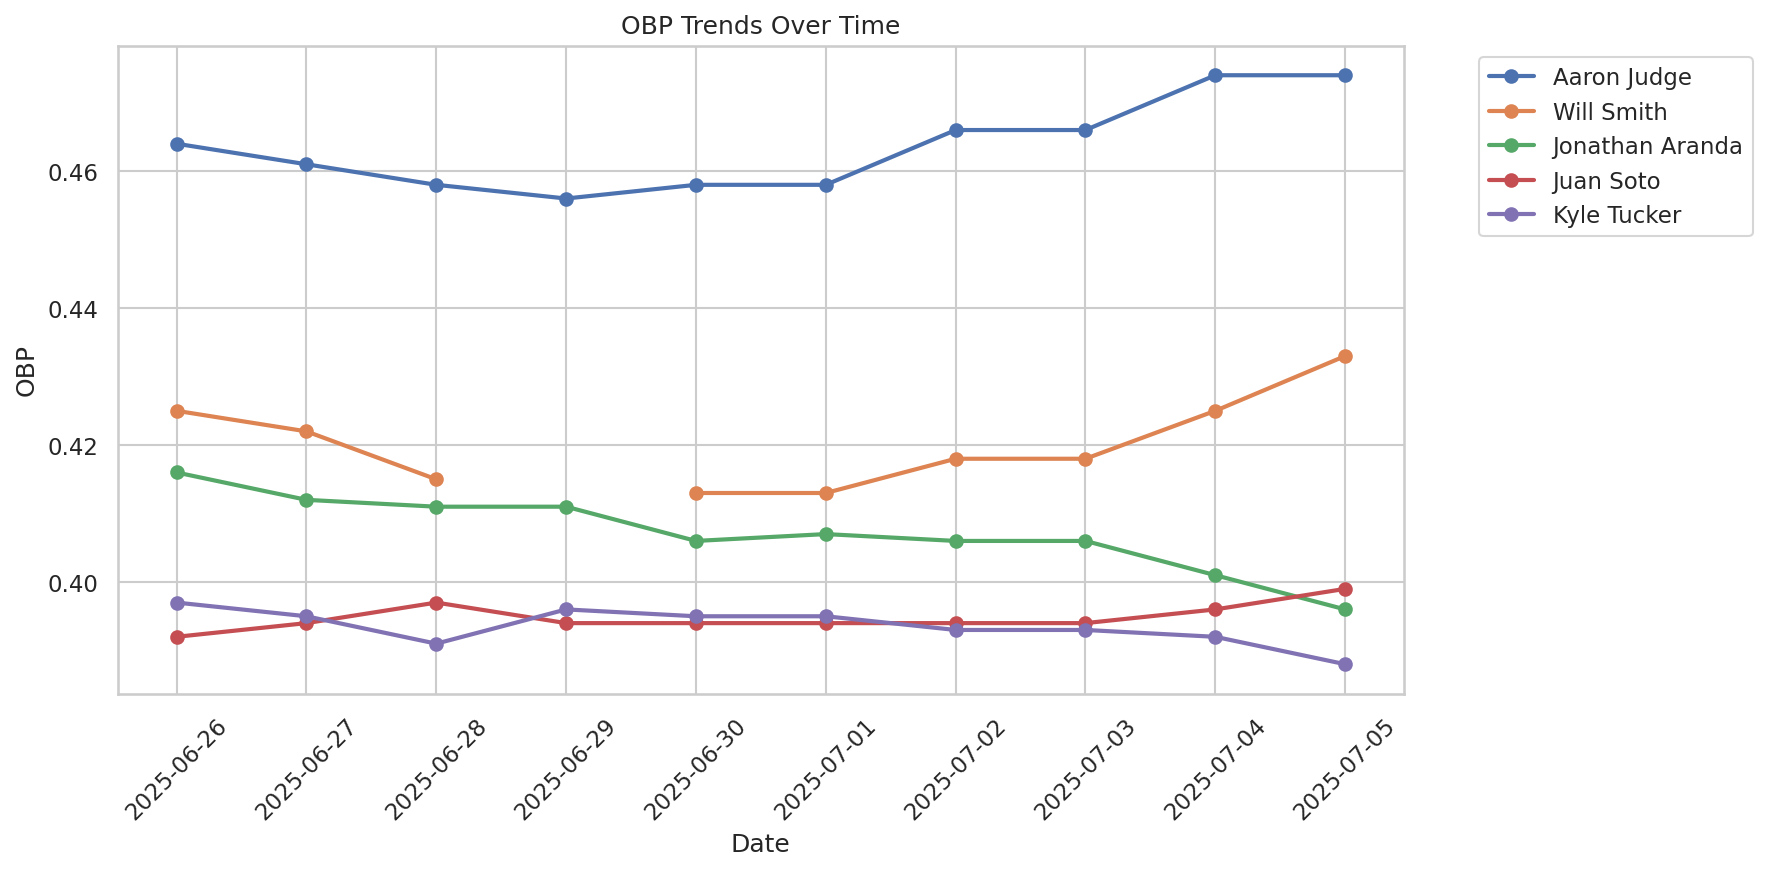 OBP Trends Over Time
Aaron Judge
Will Smith
Jonathan Aranda
Juan Soto
Kyle Tucker
OBP
0.46
0.44
0.42
0.40
2025-06-26
2025-06-27
2025-06-28
2025-06-29
2025-06-30
2025-07-01
2025-07-02
2025-07-03
2025-07-04
2025-07-05
Date